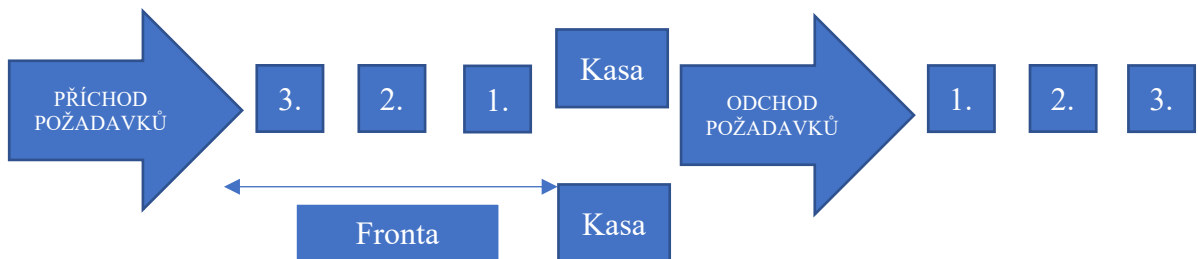 PŘÍCHOD
POŽADAVKŮ
3.
2.
1.
Kasa
ODCHOD
POŽADAVKŮ
1.
2.
3.
Fronta
Kasa